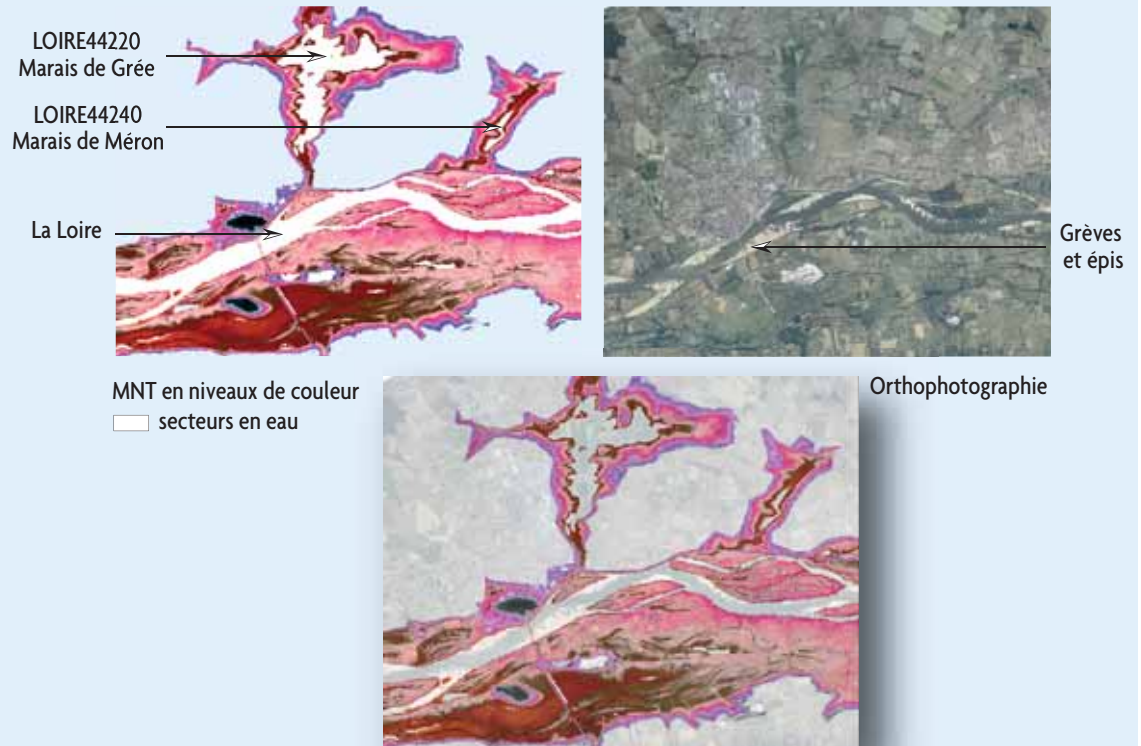 LOIRE44220
Marais de Grée
LOIRE44240
Marais de Méron
La Loire
Grèves
et épis
MNT en niveaux de couleur
secteurs en eau
Orthophotographie